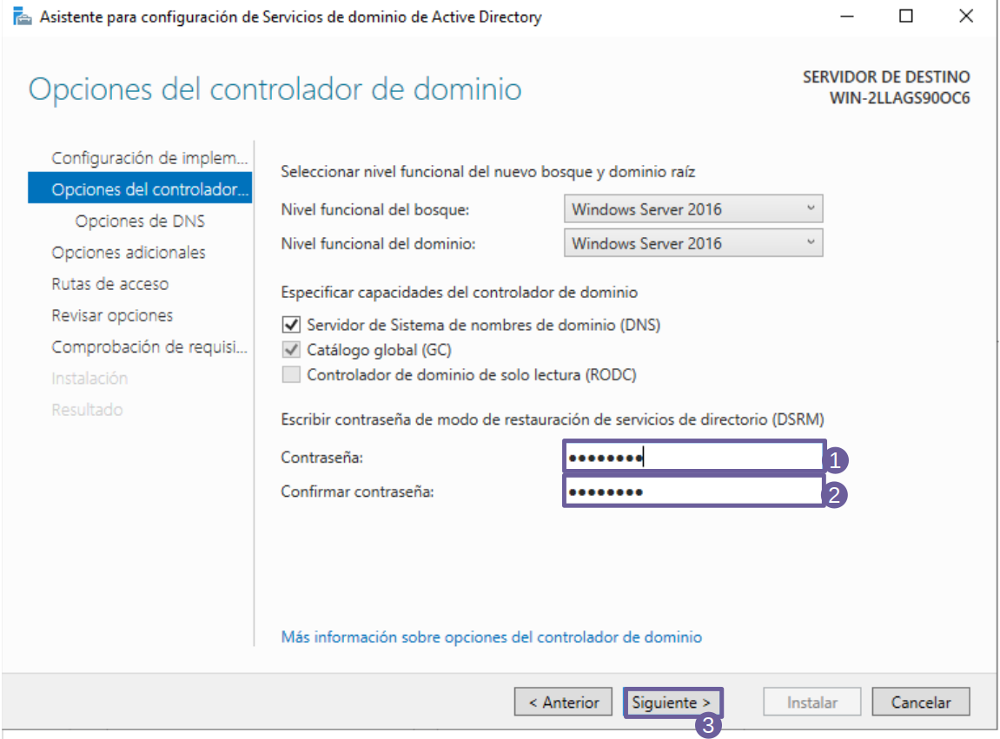 Asistente para configuración de Servicios de dominio de Active Directory
Opciones del controlador de dominio
SERVIDOR DE DESTINO
WIN-2LLAGS90OC6
Configuración de implem...
Opciones del controlador...
Opciones de DNS
Opciones adicionales
Rutas de acceso
Revisar opciones
Comprobación de requisi...
Instalación
Resultado
Seleccionar nivel funcional del nuevo bosque y dominio raíz
Nivel funcional del bosque: Windows Server 2016
Nivel funcional del dominio: Windows Server 2016
Especificar capacidades del controlador de dominio
Servidor de Sistema de nombres de dominio (DNS)
Catálogo global (GC)
Controlador de dominio de solo lectura (RODC)
Escribir contraseña de modo de restauración de servicios de directorio (DSRM)
Contraseña: ●●●●●●●● 1
Confirmar contraseña: ●●●●●●●● 2
Más información sobre opciones del controlador de dominio
< Anterior Siguiente > Instalar Cancelar
3